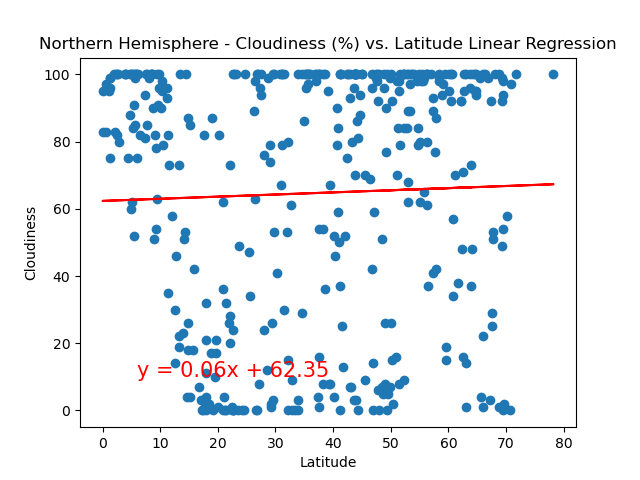 Northern Hemisphere - Cloudiness (%) vs. Latitude Linear Regression
100
80
60
40
20
0
Cloudiness
y = 0.06x + 62.35
0 10 20 30 40 50 60 70 80
Latitude